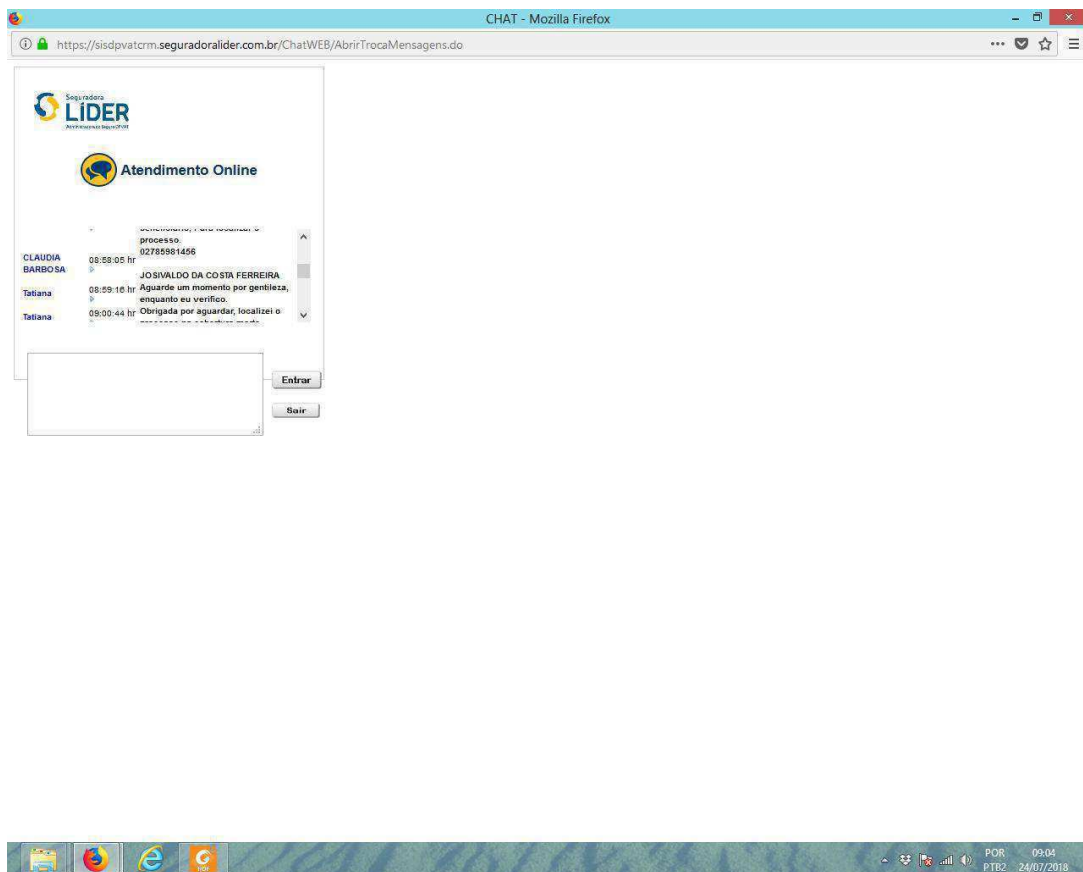 CHAT - Mozilla Firefox
https://sisdpvatcrm.seguradoralider.com.br/ChatWEB/AbrirTrocaMensagens.do
Seguradora
LÍDER
Atendimento Online
processo.
CLAUDIA BARBOSA 08:58:05 hr 02785981456
JOSIVALDO DA COSTA FERREIRA
Tatiana 08:59:16 hr Aguarde um momento por gentileza,
enquanto eu verifico.
Tatiana 09:00:44 hr Obrigada por aguardar, localizei o
Entrar
Sair
POR 09:04
PTB2 24/07/2018